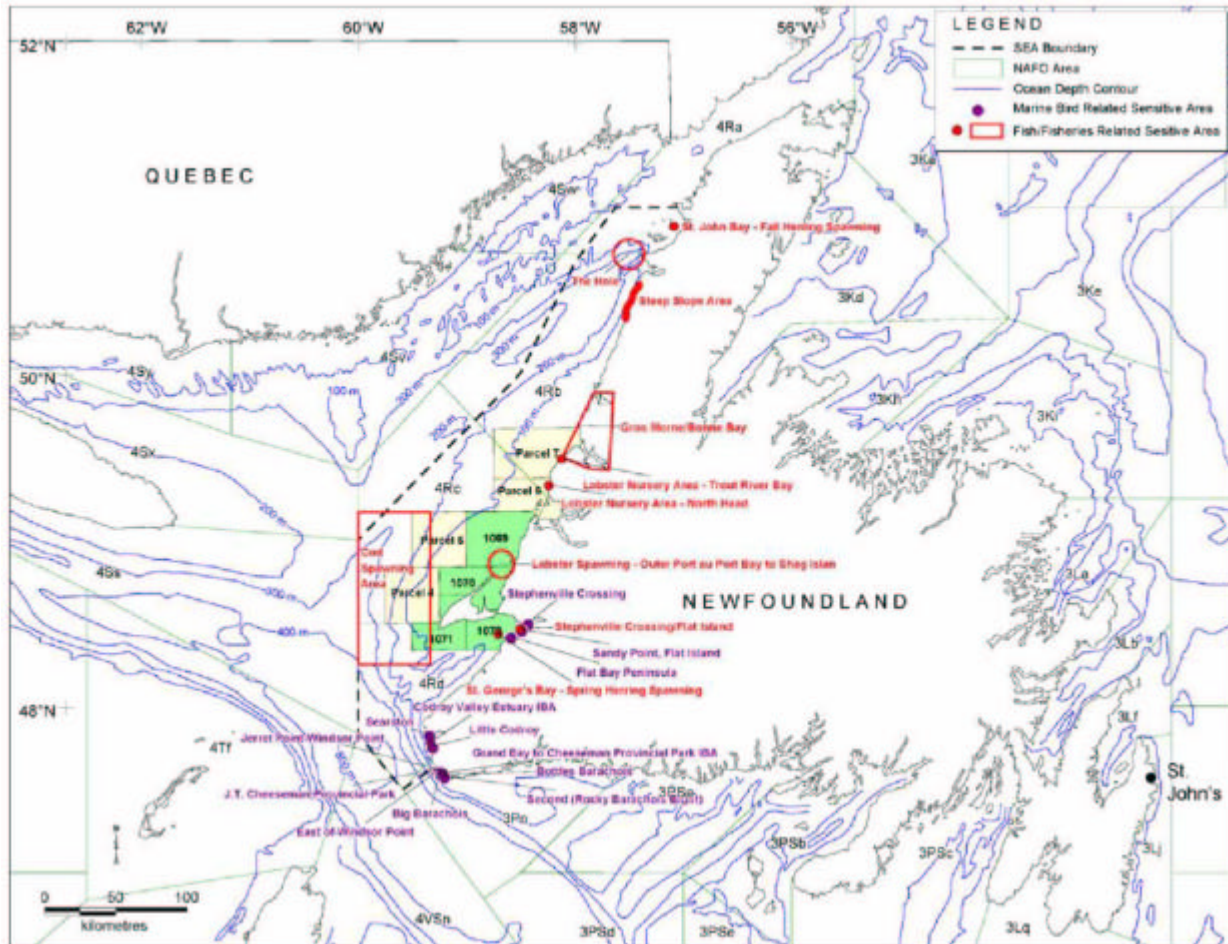 62°W
60°W
58°W
56°W
52°N
50°N
48°N
LEGEND
SEA Boundary
NAFO Area
Ocean Depth Contour
Marine Bird Related Sensitive Area
Fish/Fisheries Related Sesitive Area
QUEBEC
4Ra
4Sw
3Ka
St. John Bay - Fall Herring Spawning
The Hole
Steep Slope Area
3Kd
3Ke
100 m
200 m
300 m
4Sv
4Sy
100 m
200 m
200 m
4Rb
3Kh
3Ki
Gros Morne/Bonne Bay
Parcel 7
4Sx
Lobster Nursery Area - Trout River Bay
4Rc
Parcel 6
Lobster Nursery Area - North Head
200 m
Parcel 5
1069
Cod
Spawning
Area
Lobster Spawning - Outer Port au Port Bay to Shag Islan
4Ss
300 m
1070
3La
Parcel 4
Stephenville Crossing
NEWFOUNDLAND
400 m
Stephenville Crossing/Flat Island
1071
Sandy Point, Flat Island
3Lb
Flat Bay Peninsula
4Rd
St. George's Bay - Spring Herring Spawning
Codroy Valley Estuary IBA
Searston
Little Codroy
3Lf
Jerret Point-Windsor Point
4Tf
Grand Bay to Cheeseman Provincial Park IBA
Bottles Barachois
J.T. Cheeseman Provincial Park
Second (Rocky Barachois Bight)
Big Barachois
3PSa
East of Windsor Point
3Pn
St.
John's
3PSb
3PSc
3Lj
0
50
100
kilometres
4VSn
3PSd
3PSe
3Lq